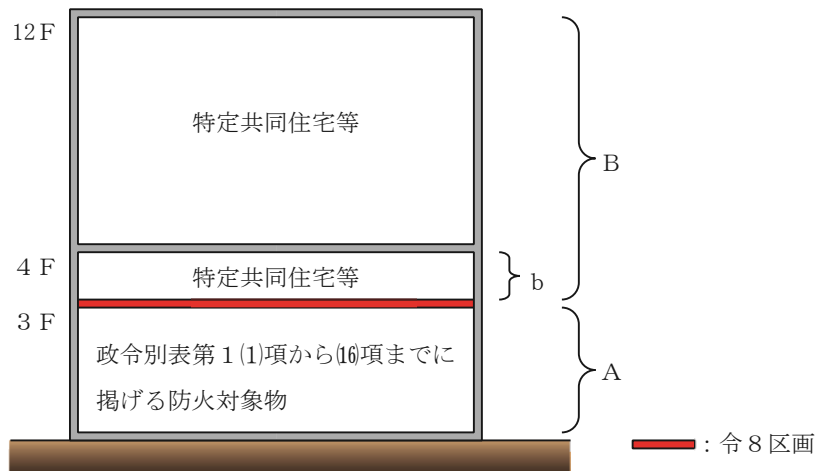 12F
特定共同住宅等
B
4F
特定共同住宅等
b
3F
政令別表第1⑴項から⒃項までに
掲げる防火対象物
A
：令8区画